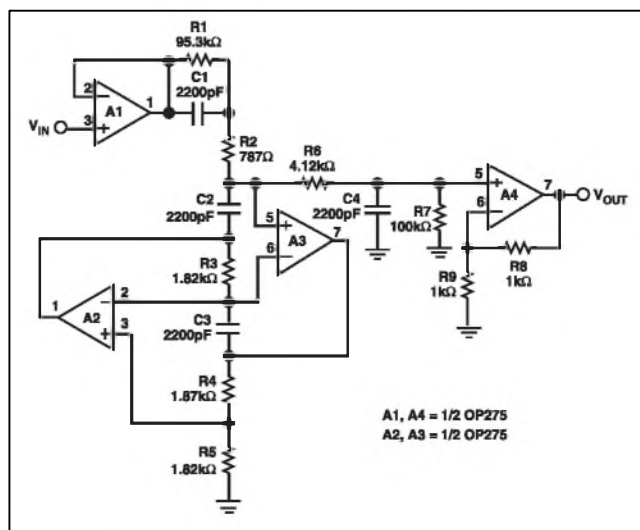 R1
95.3kΩ
C1
2200pF
2
3
1
A1
VIN
R2
787Ω
R6
4.12kΩ
C2
2200pF
C4
2200pF
R7
100kΩ
5
6
7
A4
VOUT
R8
1kΩ
R9
1kΩ
5
6
7
A3
R3
1.82kΩ
1
2
3
A2
C3
2200pF
R4
1.87kΩ
R5
1.82kΩ
A1, A4 = 1/2 OP275
A2, A3 = 1/2 OP275